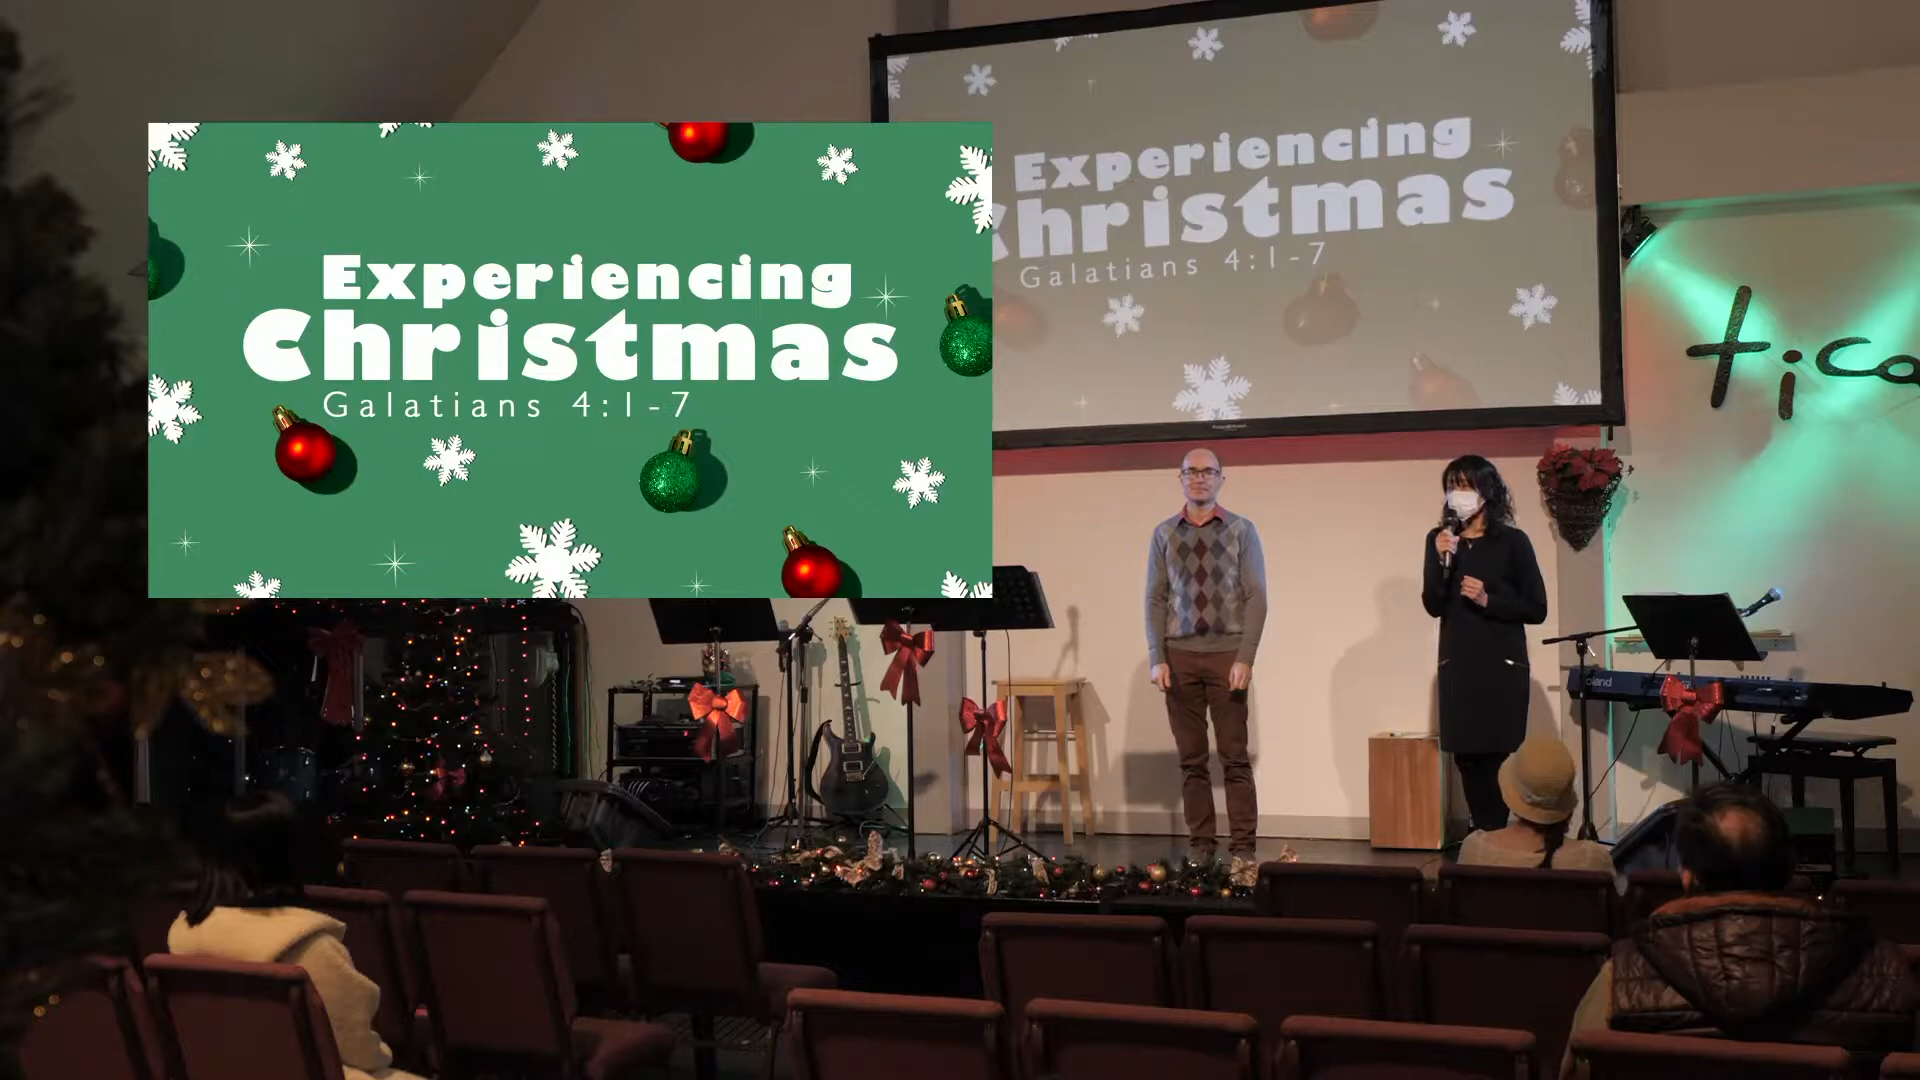 Experiencing
Christmas
Galatians 4:1-7
Experiencing
Christmas
Galatians 4:1-7
tica
Roland